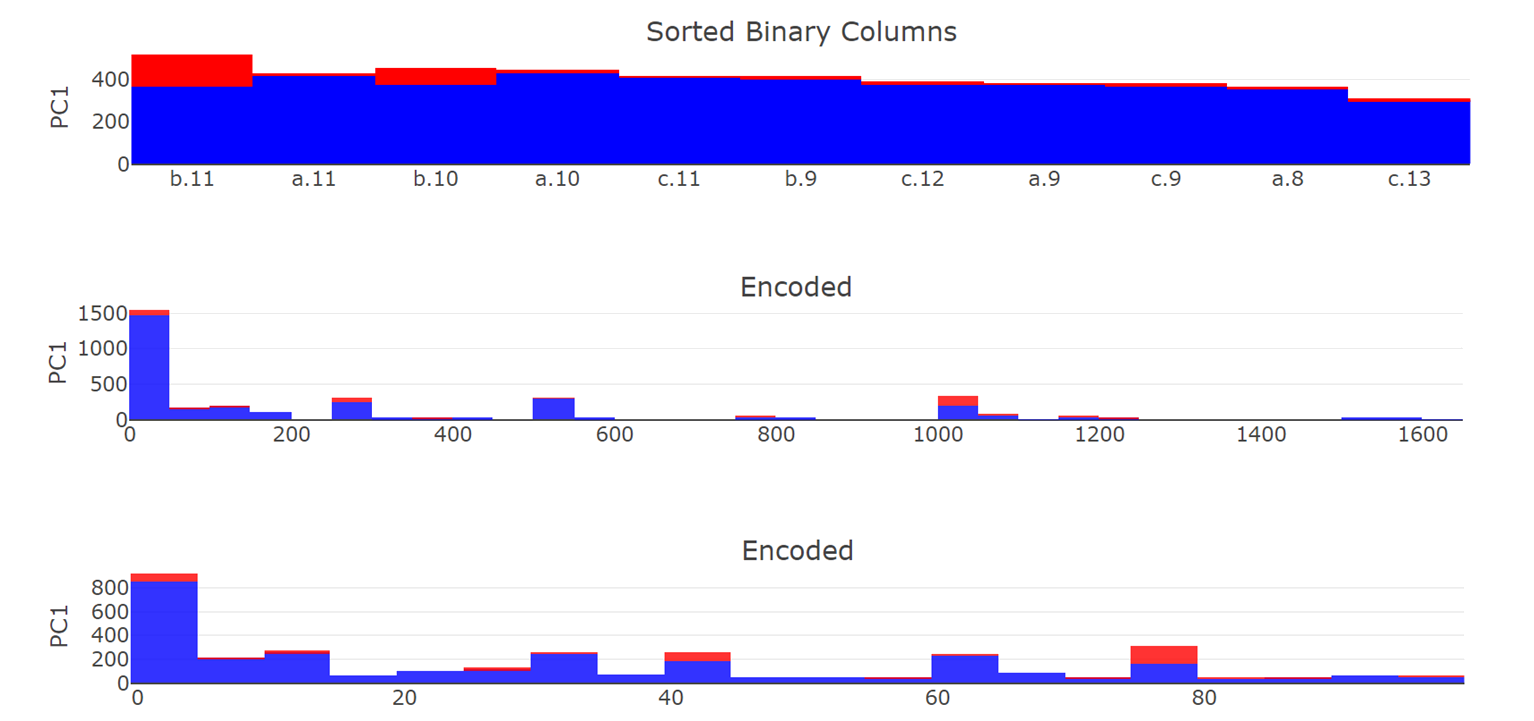 Sorted Binary Columns
PC1
400
200
0
b.11 a.11 b.10 a.10 c.11 b.9 c.12 a.9 c.9 a.8 c.13
Encoded
PC1
1500
1000
500
0
0 200 400 600 800 1000 1200 1400 1600
Encoded
PC1
800
600
400
200
0
0 20 40 60 80